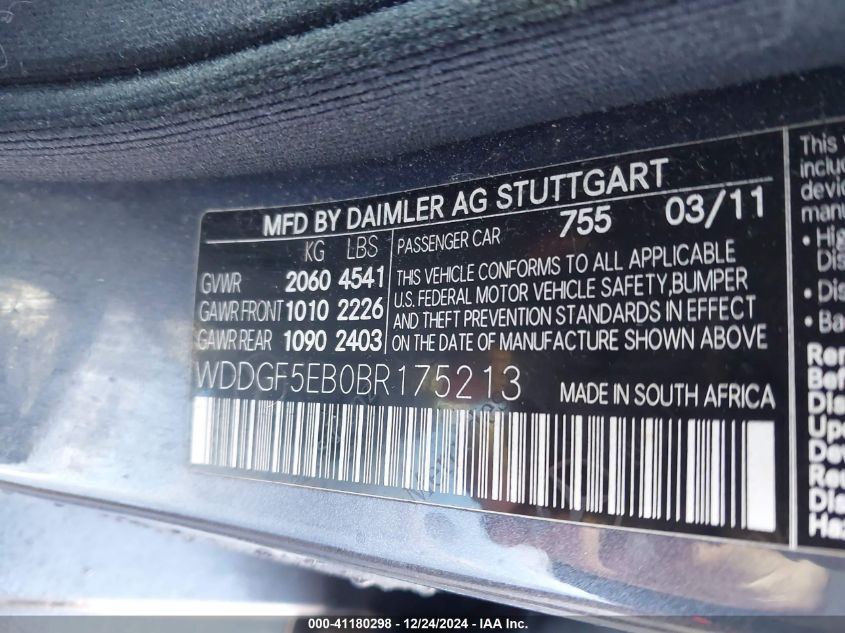 MFD BY DAIMLER AG STUTTGART
KG LBS PASSENGER CAR 755 03/11
GVWR 2060 4541
GAWR FRONT 1010 2226
GAWR REAR 1090 2403
THIS VEHICLE CONFORMS TO ALL APPLICABLE
U.S. FEDERAL MOTOR VEHICLE SAFETY,BUMPER
AND THEFT PREVENTION STANDARDS IN EFFECT
ON THE DATE OF MANUFACTURE SHOWN ABOVE
WDDGF5EB0BR175213 MADE IN SOUTH AFRICA
This
000-41180298 - 12/24/2024 - IAA Inc.